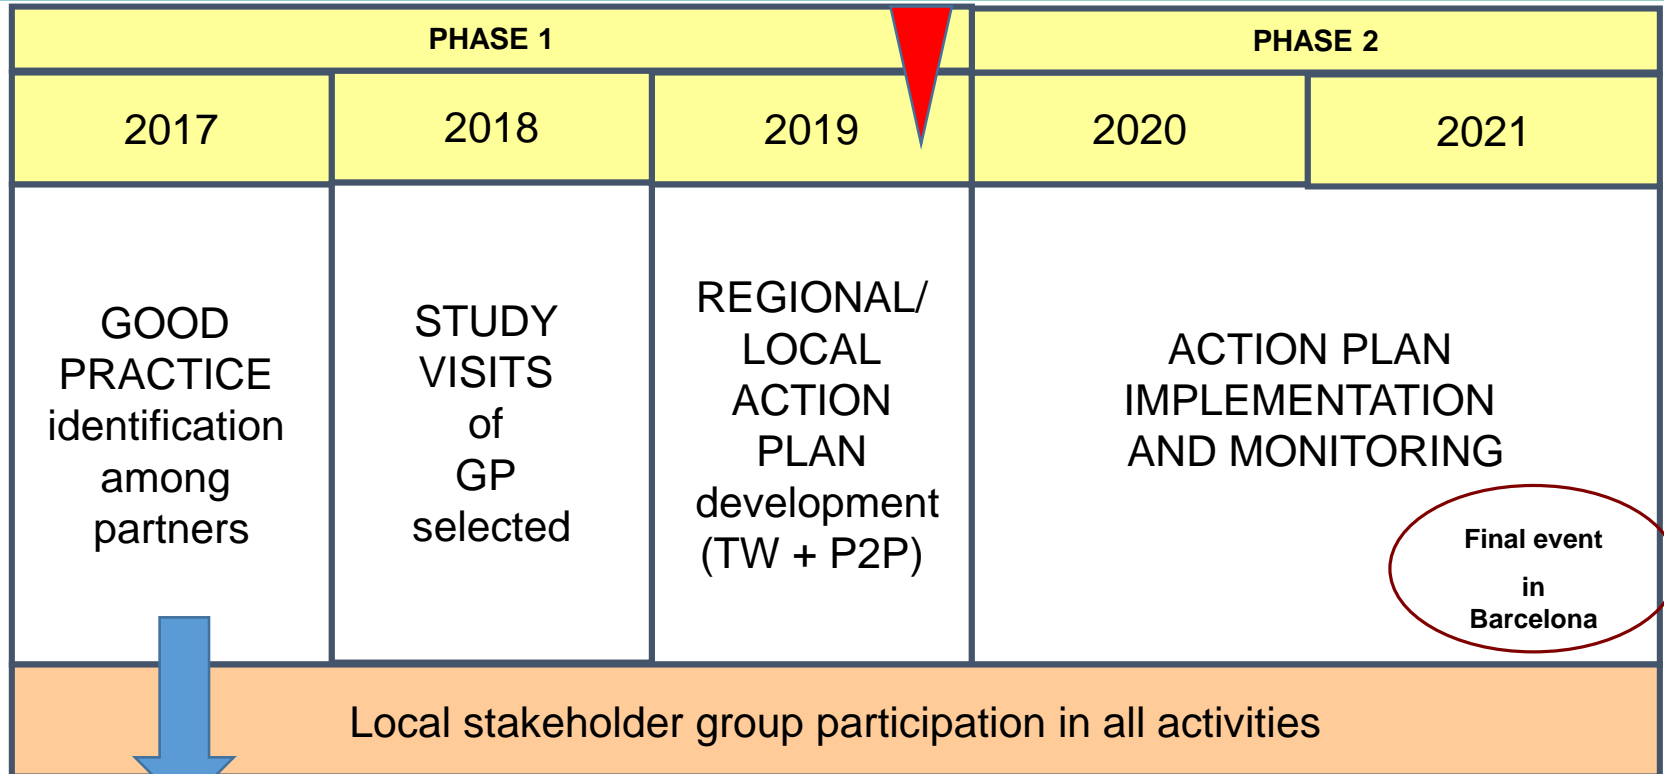 PHASE 1
PHASE 2
2017
2018
2019
2020
2021
GOOD
PRACTICE
identification
among
partners
STUDY
VISITS
of
GP
selected
REGIONAL/
LOCAL
ACTION
PLAN
development
(TW + P2P)
ACTION PLAN
IMPLEMENTATION
AND MONITORING
Final event
in
Barcelona
Local stakeholder group participation in all activities